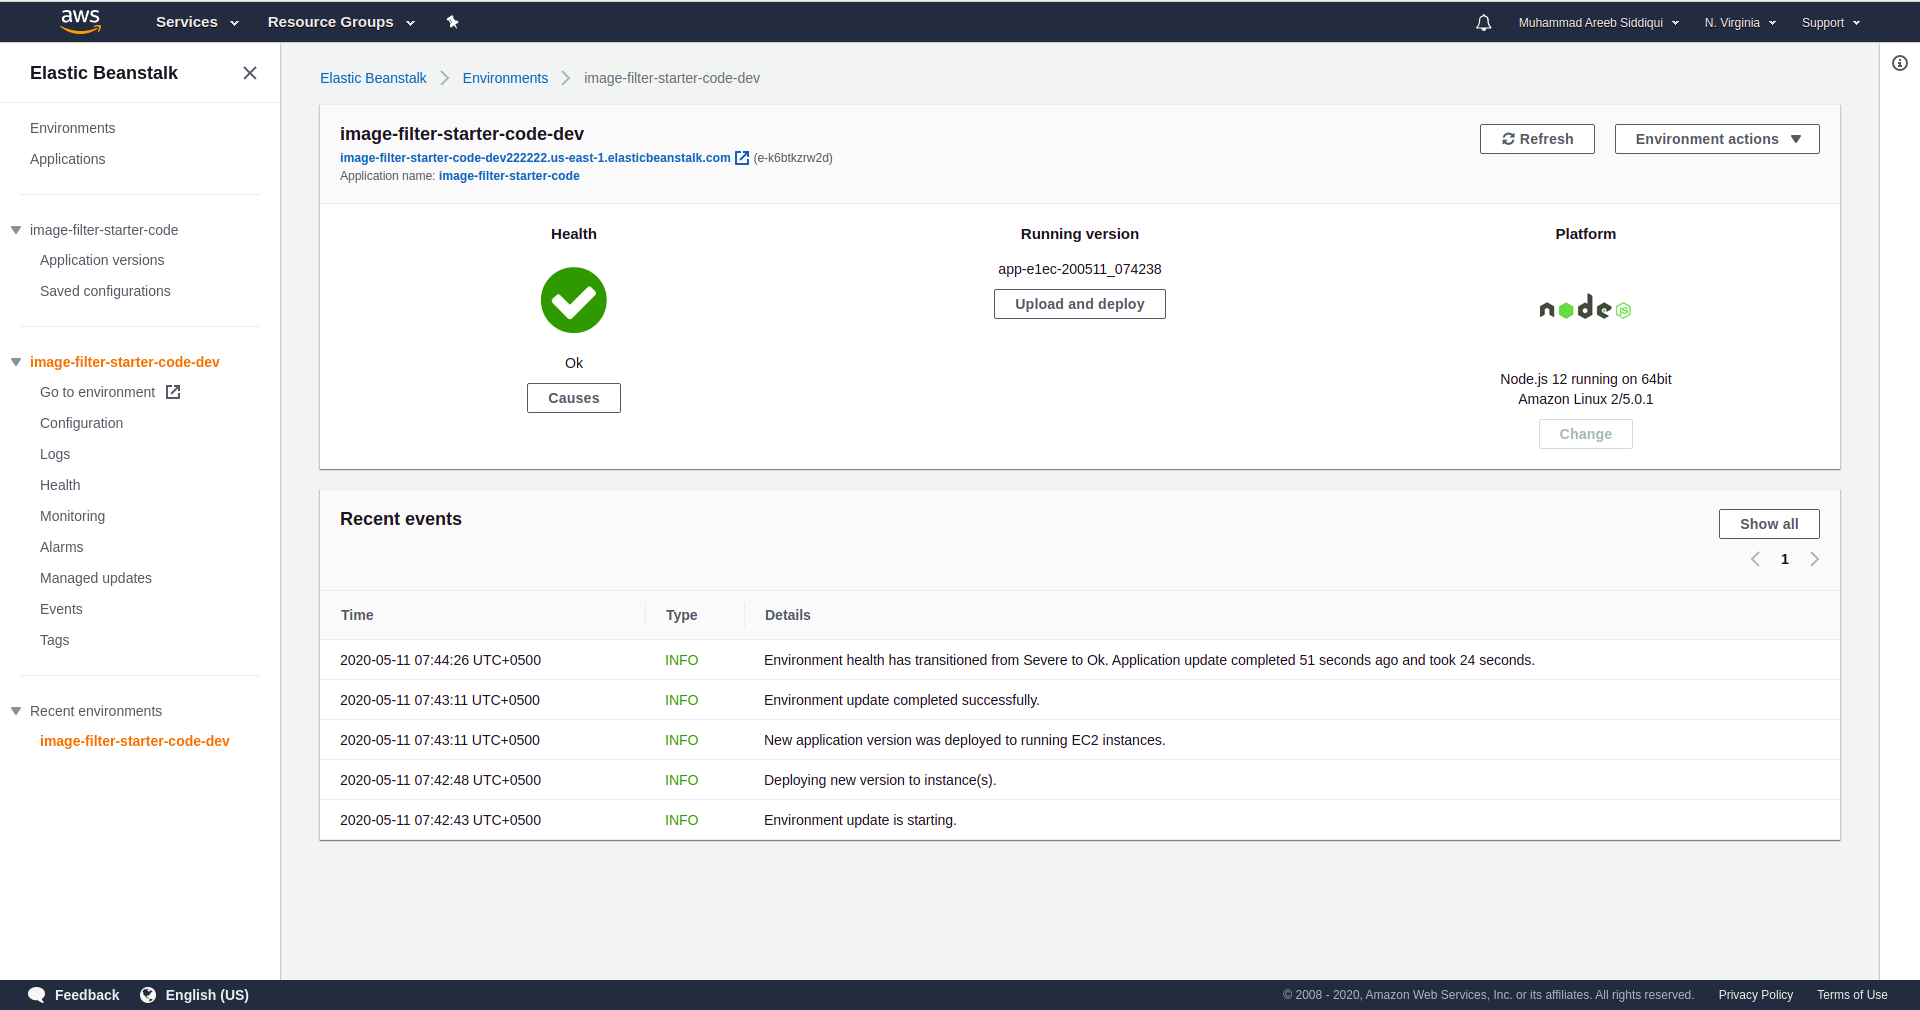 aws
Services
Resource Groups
Muhammad Areeb Siddiqui
N. Virginia
Support
Elastic Beanstalk
Environments
Applications
image-filter-starter-code
Application versions
Saved configurations
image-filter-starter-code-dev
Go to environment
Configuration
Logs
Health
Monitoring
Alarms
Managed updates
Events
Tags
Recent environments
image-filter-starter-code-dev
Elastic Beanstalk
Environments
image-filter-starter-code-dev
image-filter-starter-code-dev
image-filter-starter-code-dev222222.us-east-1.elasticbeanstalk.com (e-k6btkzrw2d)
Application name: image-filter-starter-code
Refresh
Environment actions
Health
Ok
Causes
Running version
app-e1ec-200511_074238
Upload and deploy
Platform
node JS
Node.js 12 running on 64bit
Amazon Linux 2/5.0.1
Change
Recent events
Show all
1
Time Type Details
2020-05-11 07:44:26 UTC+0500 INFO Environment health has transitioned from Severe to Ok. Application update completed 51 seconds ago and took 24 seconds.
2020-05-11 07:43:11 UTC+0500 INFO Environment update completed successfully.
2020-05-11 07:43:11 UTC+0500 INFO New application version was deployed to running EC2 instances.
2020-05-11 07:42:48 UTC+0500 INFO Deploying new version to instance(s).
2020-05-11 07:42:43 UTC+0500 INFO Environment update is starting.
Feedback
English (US)
© 2008 - 2020, Amazon Web Services, Inc. or its affiliates. All rights reserved.
Privacy Policy
Terms of Use